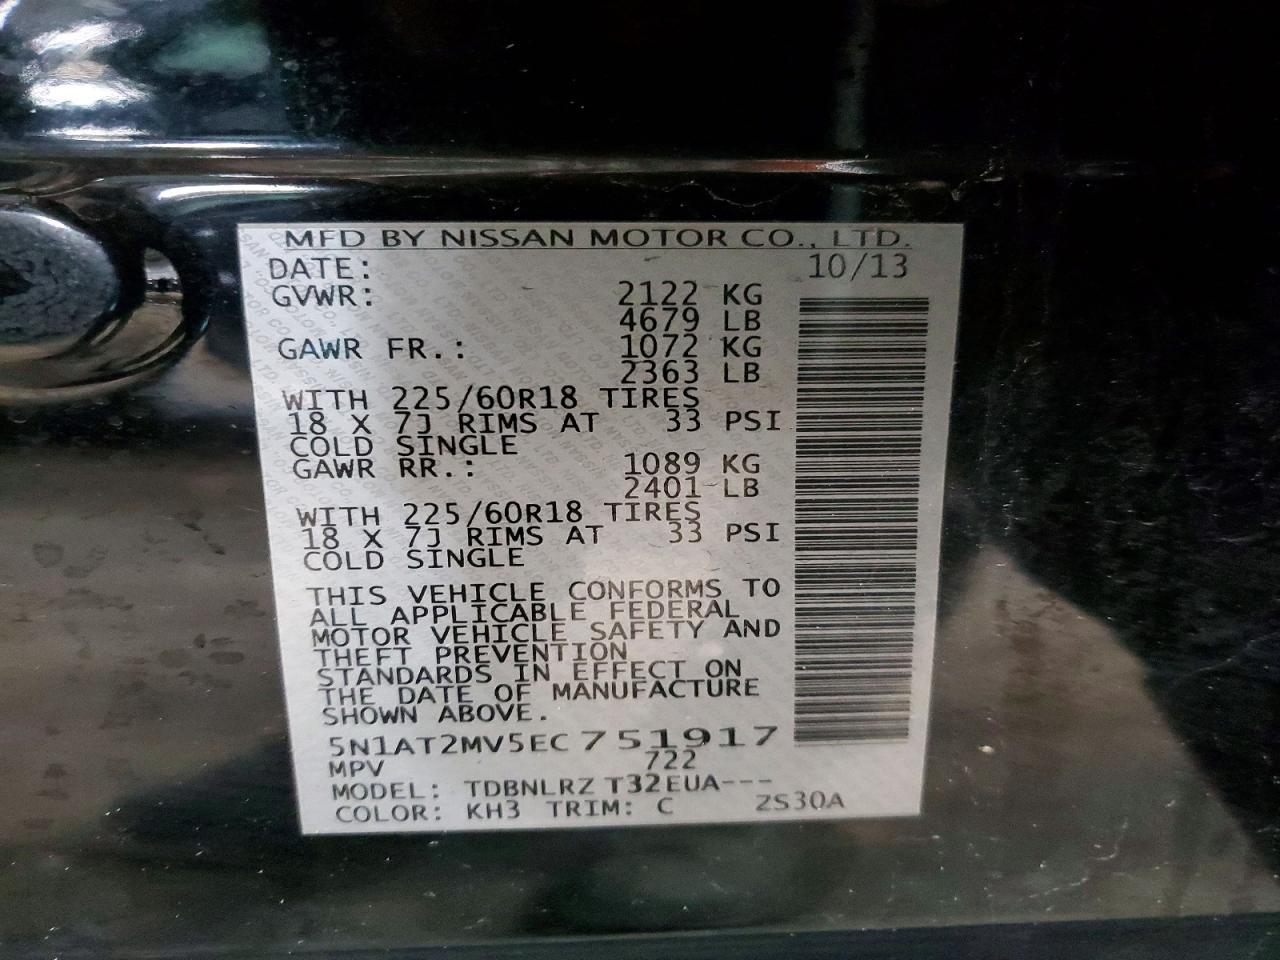 MFD BY NISSAN MOTOR CO., LTD.
DATE: 10/13
GVWR: 2122 KG
4679 LB
GAWR FR.: 1072 KG
2363 LB
WITH 225/60R18 TIRES
18 X 7J RIMS AT 33 PSI
COLD SINGLE
GAWR RR.: 1089 KG
2401 LB
WITH 225/60R18 TIRES
18 X 7J RIMS AT 33 PSI
COLD SINGLE
THIS VEHICLE CONFORMS TO
ALL APPLICABLE FEDERAL
MOTOR VEHICLE SAFETY AND
THEFT PREVENTION
STANDARDS IN EFFECT ON
THE DATE OF MANUFACTURE
SHOWN ABOVE.
5N1AT2MV5EC751917
MPV 722
MODEL: TDBNLRZ T32EUA---
COLOR: KH3 TRIM: C ZS30A